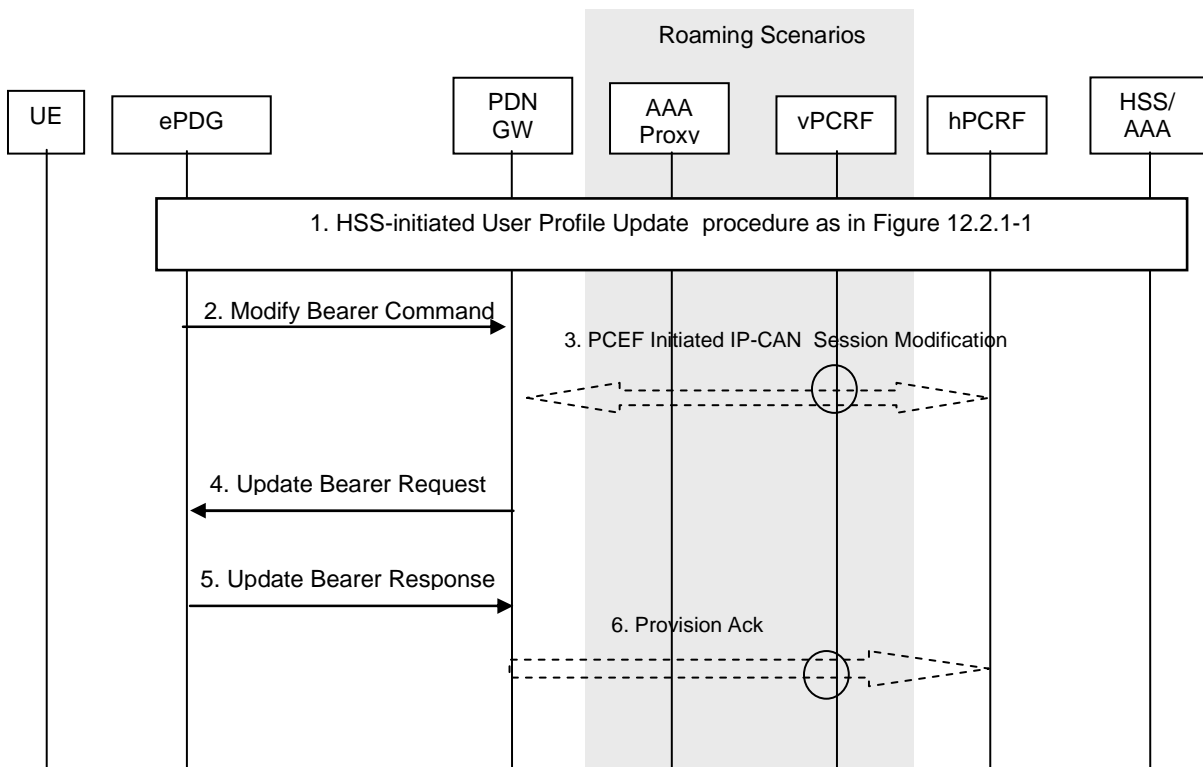 Roaming Scenarios
UE
ePDG
PDN
GW
AAA
Proxy
vPCRF
hPCRF
HSS/
AAA
1. HSS-initiated User Profile Update procedure as in Figure 12.2.1-1
2. Modify Bearer Command
3. PCEF Initiated IP-CAN Session Modification
4. Update Bearer Request
5. Update Bearer Response
6. Provision Ack